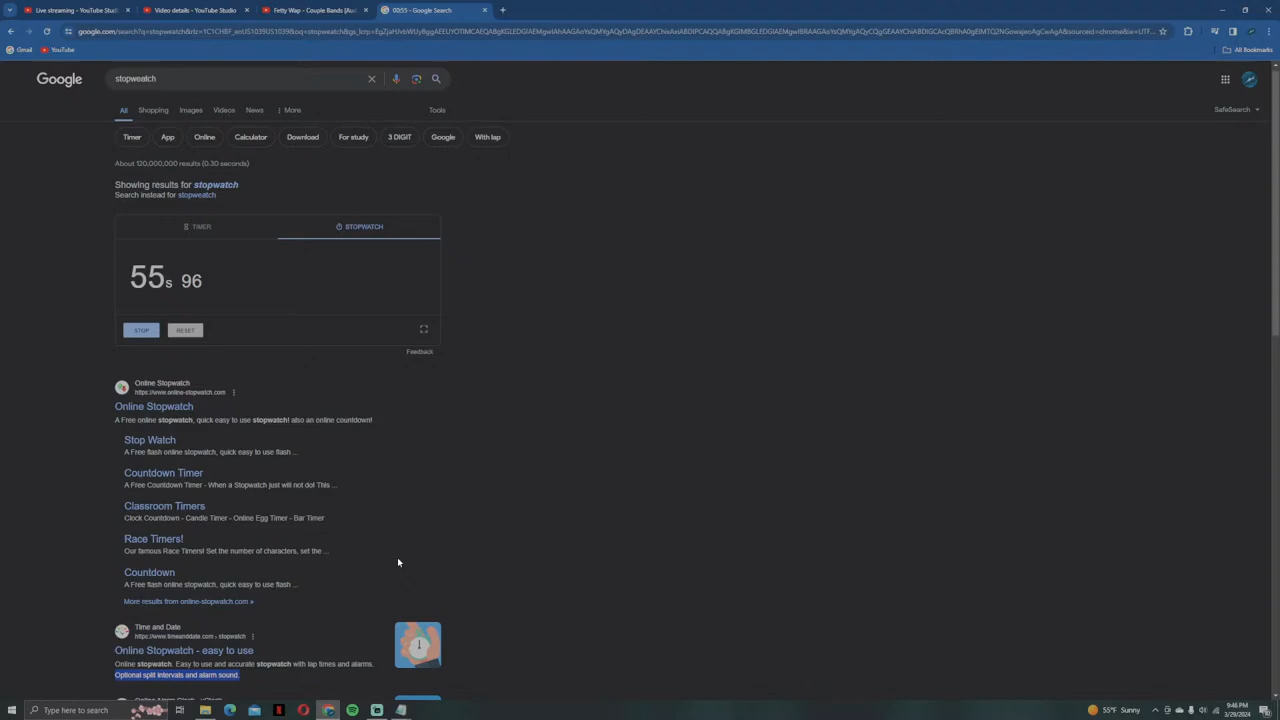 Live streaming - YouTube Studio
Video details - YouTube Studio
Fetty Wap - Couple Bands [Aud
00:55 - Google Search
Gmail
YouTube
All Bookmarks
Google
stopweatch
All
Shopping
Images
Videos
News
More
Tools
SafeSearch
Timer
App
Online
Calculator
Download
For study
3 DIGIT
Google
With lap
About 120,000,000 results (0.30 seconds)
Showing results for stopwatch
Search instead for stopweatch
TIMER
STOPWATCH
55s 96
STOP
RESET
Feedback
Online Stopwatch
https://www.online-stopwatch.com
Online Stopwatch
A Free online stopwatch, quick easy to use stopwatch! also an online countdown!
Stop Watch
A Free flash online stopwatch, quick easy to use flash ...
Countdown Timer
A Free Countdown Timer - When a Stopwatch just will not do! This ...
Classroom Timers
Clock Countdown - Candle Timer - Online Egg Timer - Bar Timer
Race Timers!
Our famous Race Timers! Set the number of characters, set the ...
Countdown
A Free flash online stopwatch, quick easy to use flash ...
More results from online-stopwatch.com »
Time and Date
https://www.timeanddate.com › stopwatch
Online Stopwatch - easy to use
Online stopwatch. Easy to use and accurate stopwatch with lap times and alarms.
Optional split intervals and alarm sound.
Type here to search
55°F Sunny
9:48 PM
3/29/2024